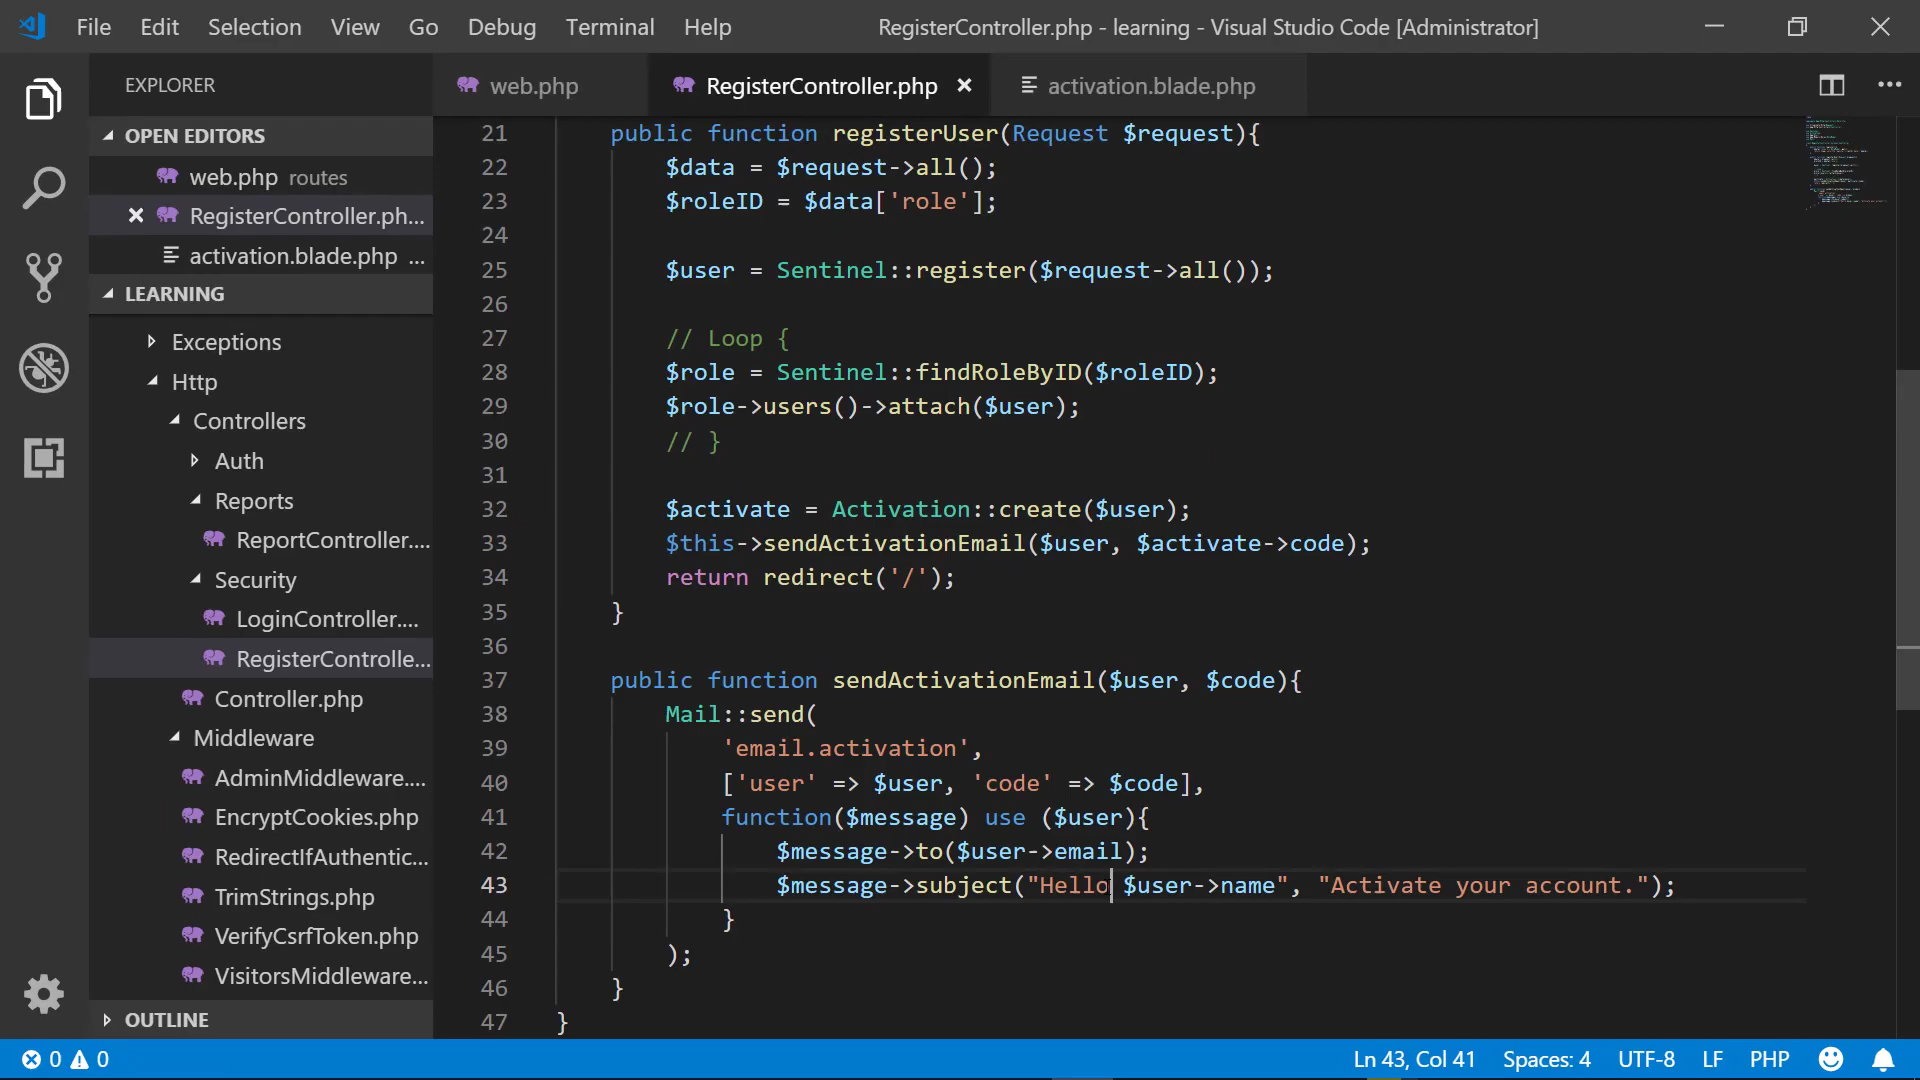 File Edit Selection View Go Debug Terminal Help RegisterController.php - learning - Visual Studio Code [Administrator]
EXPLORER
OPEN EDITORS
web.php routes
RegisterController.ph...
activation.blade.php ...
LEARNING
Exceptions
Http
Controllers
Auth
Reports
ReportController....
Security
LoginController....
RegisterControlle...
Controller.php
Middleware
AdminMiddleware....
EncryptCookies.php
RedirectIfAuthentic...
TrimStrings.php
VerifyCsrfToken.php
VisitorsMiddleware...
OUTLINE
web.php RegisterController.php activation.blade.php
21 public function registerUser(Request $request){
22 $data = $request->all();
23 $roleID = $data['role'];
24
25 $user = Sentinel::register($request->all());
26
27 // Loop {
28 $role = Sentinel::findRoleByID($roleID);
29 $role->users()->attach($user);
30 // }
31
32 $activate = Activation::create($user);
33 $this->sendActivationEmail($user, $activate->code);
34 return redirect('/');
35 }
36
37 public function sendActivationEmail($user, $code){
38 Mail::send(
39 'email.activation',
40 ['user' => $user, 'code' => $code],
41 function($message) use ($user){
42 $message->to($user->email);
43 $message->subject("Hello $user->name", "Activate your account.");
44 }
45 );
46 }
47 }
0 0 Ln 43, Col 41 Spaces: 4 UTF-8 LF PHP